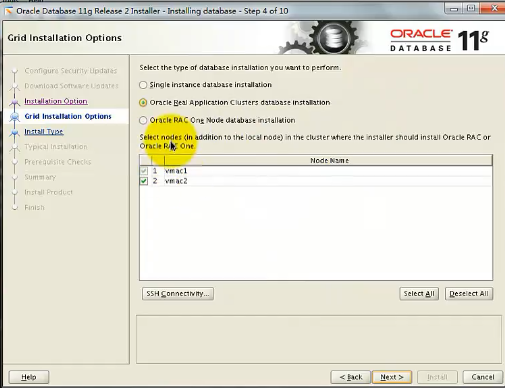 Oracle Database 11g Release 2 Installer - Installing database - Step 4 of 10
Grid Installation Options
ORACLE
DATABASE 11g
Configure Security Updates
Download Software Updates
Installation Option
Grid Installation Options
Install Type
Typical Installation
Prerequisite Checks
Summary
Install Product
Finish
Select the type of database installation you want to perform.
Single instance database installation
Oracle Real Application Clusters database installation
Oracle RAC One Node database installation
Select nodes (in addition to the local node) in the cluster where the installer should install Oracle RAC or
Oracle RAC One.
Node Name
1 vmac1
2 vmac2
SSH Connectivity...
Select All
Deselect All
Help
< Back
Next >
Install
Cancel